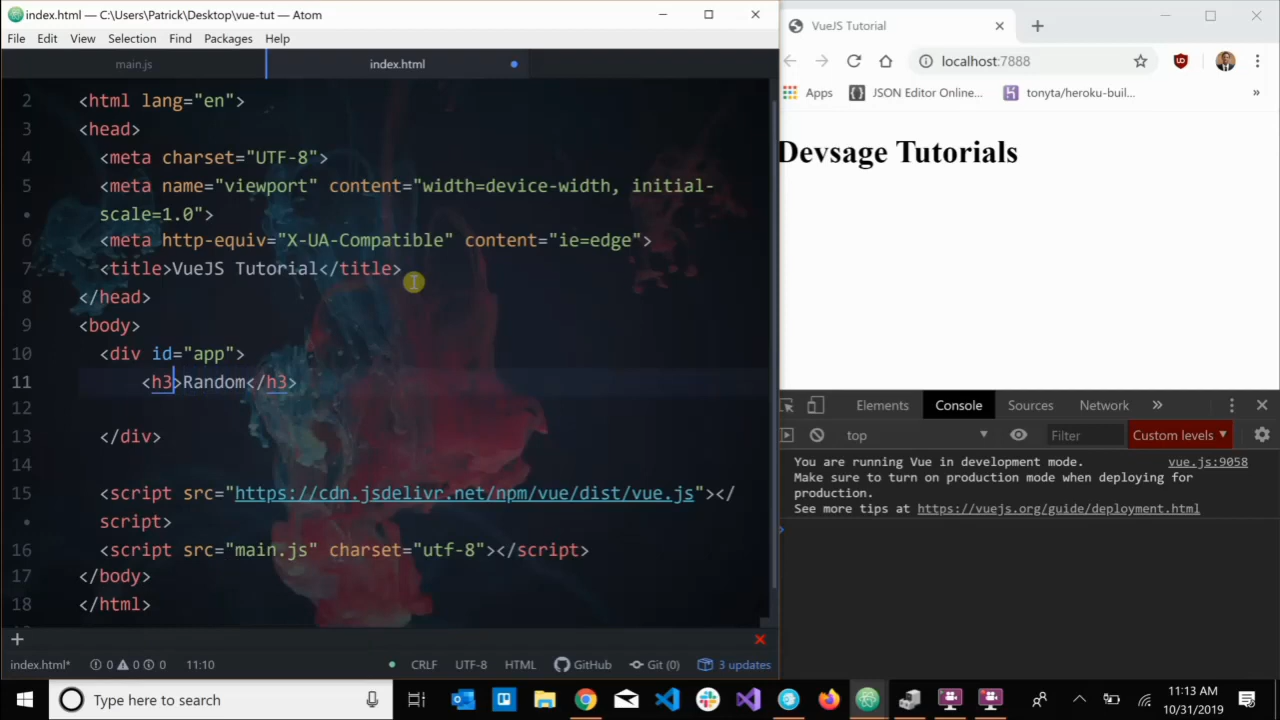 index.html — C:\Users\Patrick\Desktop\vue-tut — Atom
File Edit View Selection Find Packages Help
main.js index.html
2 <html lang="en">
3 <head>
4 <meta charset="UTF-8">
5 <meta name="viewport" content="width=device-width, initial-
• scale=1.0">
6 <meta http-equiv="X-UA-Compatible" content="ie=edge">
7 <title>VueJS Tutorial</title>
8 </head>
9 <body>
10 <div id="app">
11 <h3>Random</h3>
12
13 </div>
14
15 <script src="https://cdn.jsdelivr.net/npm/vue/dist/vue.js"></
• script>
16 <script src="main.js" charset="utf-8"></script>
17 </body>
18 </html>
index.html* 0 0 0 11:10 CRLF UTF-8 HTML GitHub Git (0) 3 updates
VueJS Tutorial
localhost:7888
Apps JSON Editor Online... tonyta/heroku-buil... »
Devsage Tutorials
Elements Console Sources Network »
top Filter Custom levels
You are running Vue in development mode. vue.js:9058
Make sure to turn on production mode when deploying for
production.
See more tips at https://vuejs.org/guide/deployment.html
Type here to search
11:13 AM
10/31/2019